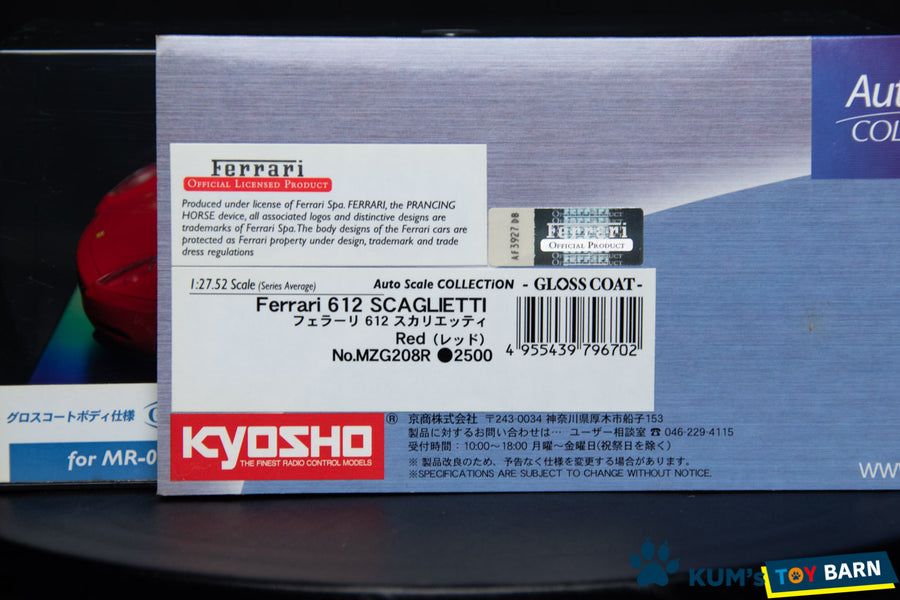 Aut
COL
Ferrari
OFFICIAL LICENSED PRODUCT
Produced under license of Ferrari Spa. FERRARI, the PRANCING
HORSE device, all associated logos and distinctive designs are
trademarks of Ferrari Spa. The body designs of the Ferrari cars are
protected as Ferrari property under design, trademark and trade
dress regulations
AF3927 DB
Ferrari
OFFICIAL PRODUCT
1:27.52 Scale (Series Average)
Auto Scale COLLECTiON - GLOSS COAT -
Ferrari 612 SCAGLIETTI
フェラーリ 612 スカリエッティ
Red (レッド)
No.MZG208R ●2500
4 955439 796702
グロスコートボディ仕様
for MR-0
KYOSHO ®
THE FINEST RADIO CONTROL MODELS
京商株式会社 〒243-0034 神奈川県厚木市船子153
製品に対するお問い合わせは… ユーザー相談室 ☎ 046-229-4115
受付時間:10:00~18:00 月曜~金曜日(祝祭日を除く)
※ 製品改良のため、予告なく仕様を変更する場合があります。
※SPECIFICATIONS ARE SUBJECT TO CHANGE WITHOUT NOTICE.
www
KUM's TOY BARN